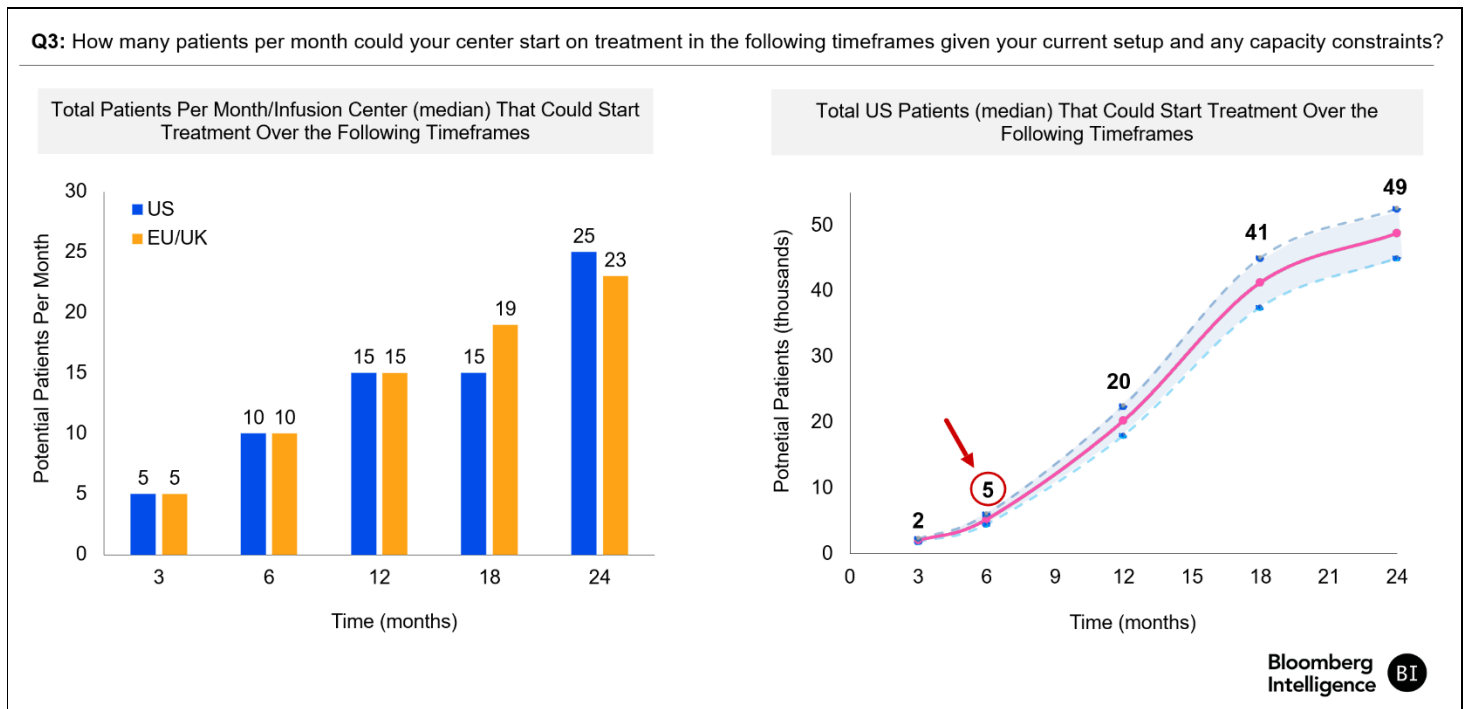 Q3: How many patients per month could your center start on treatment in the following timeframes given your current setup and any capacity constraints?
Total Patients Per Month/Infusion Center (median) That Could Start
Treatment Over the Following Timeframes
30
25
20
15
10
5
0
Potential Patients Per Month
US
EU/UK
5 5
10 10
15 15
15 19
25 23
3 6 12 18 24
Time (months)
Total US Patients (median) That Could Start Treatment Over the
Following Timeframes
50
40
30
20
10
0
Potnetial Patients (thousands)
2
5
20
41
49
0 3 6 9 12 15 18 21 24
Time (months)
Bloomberg
Intelligence
BI